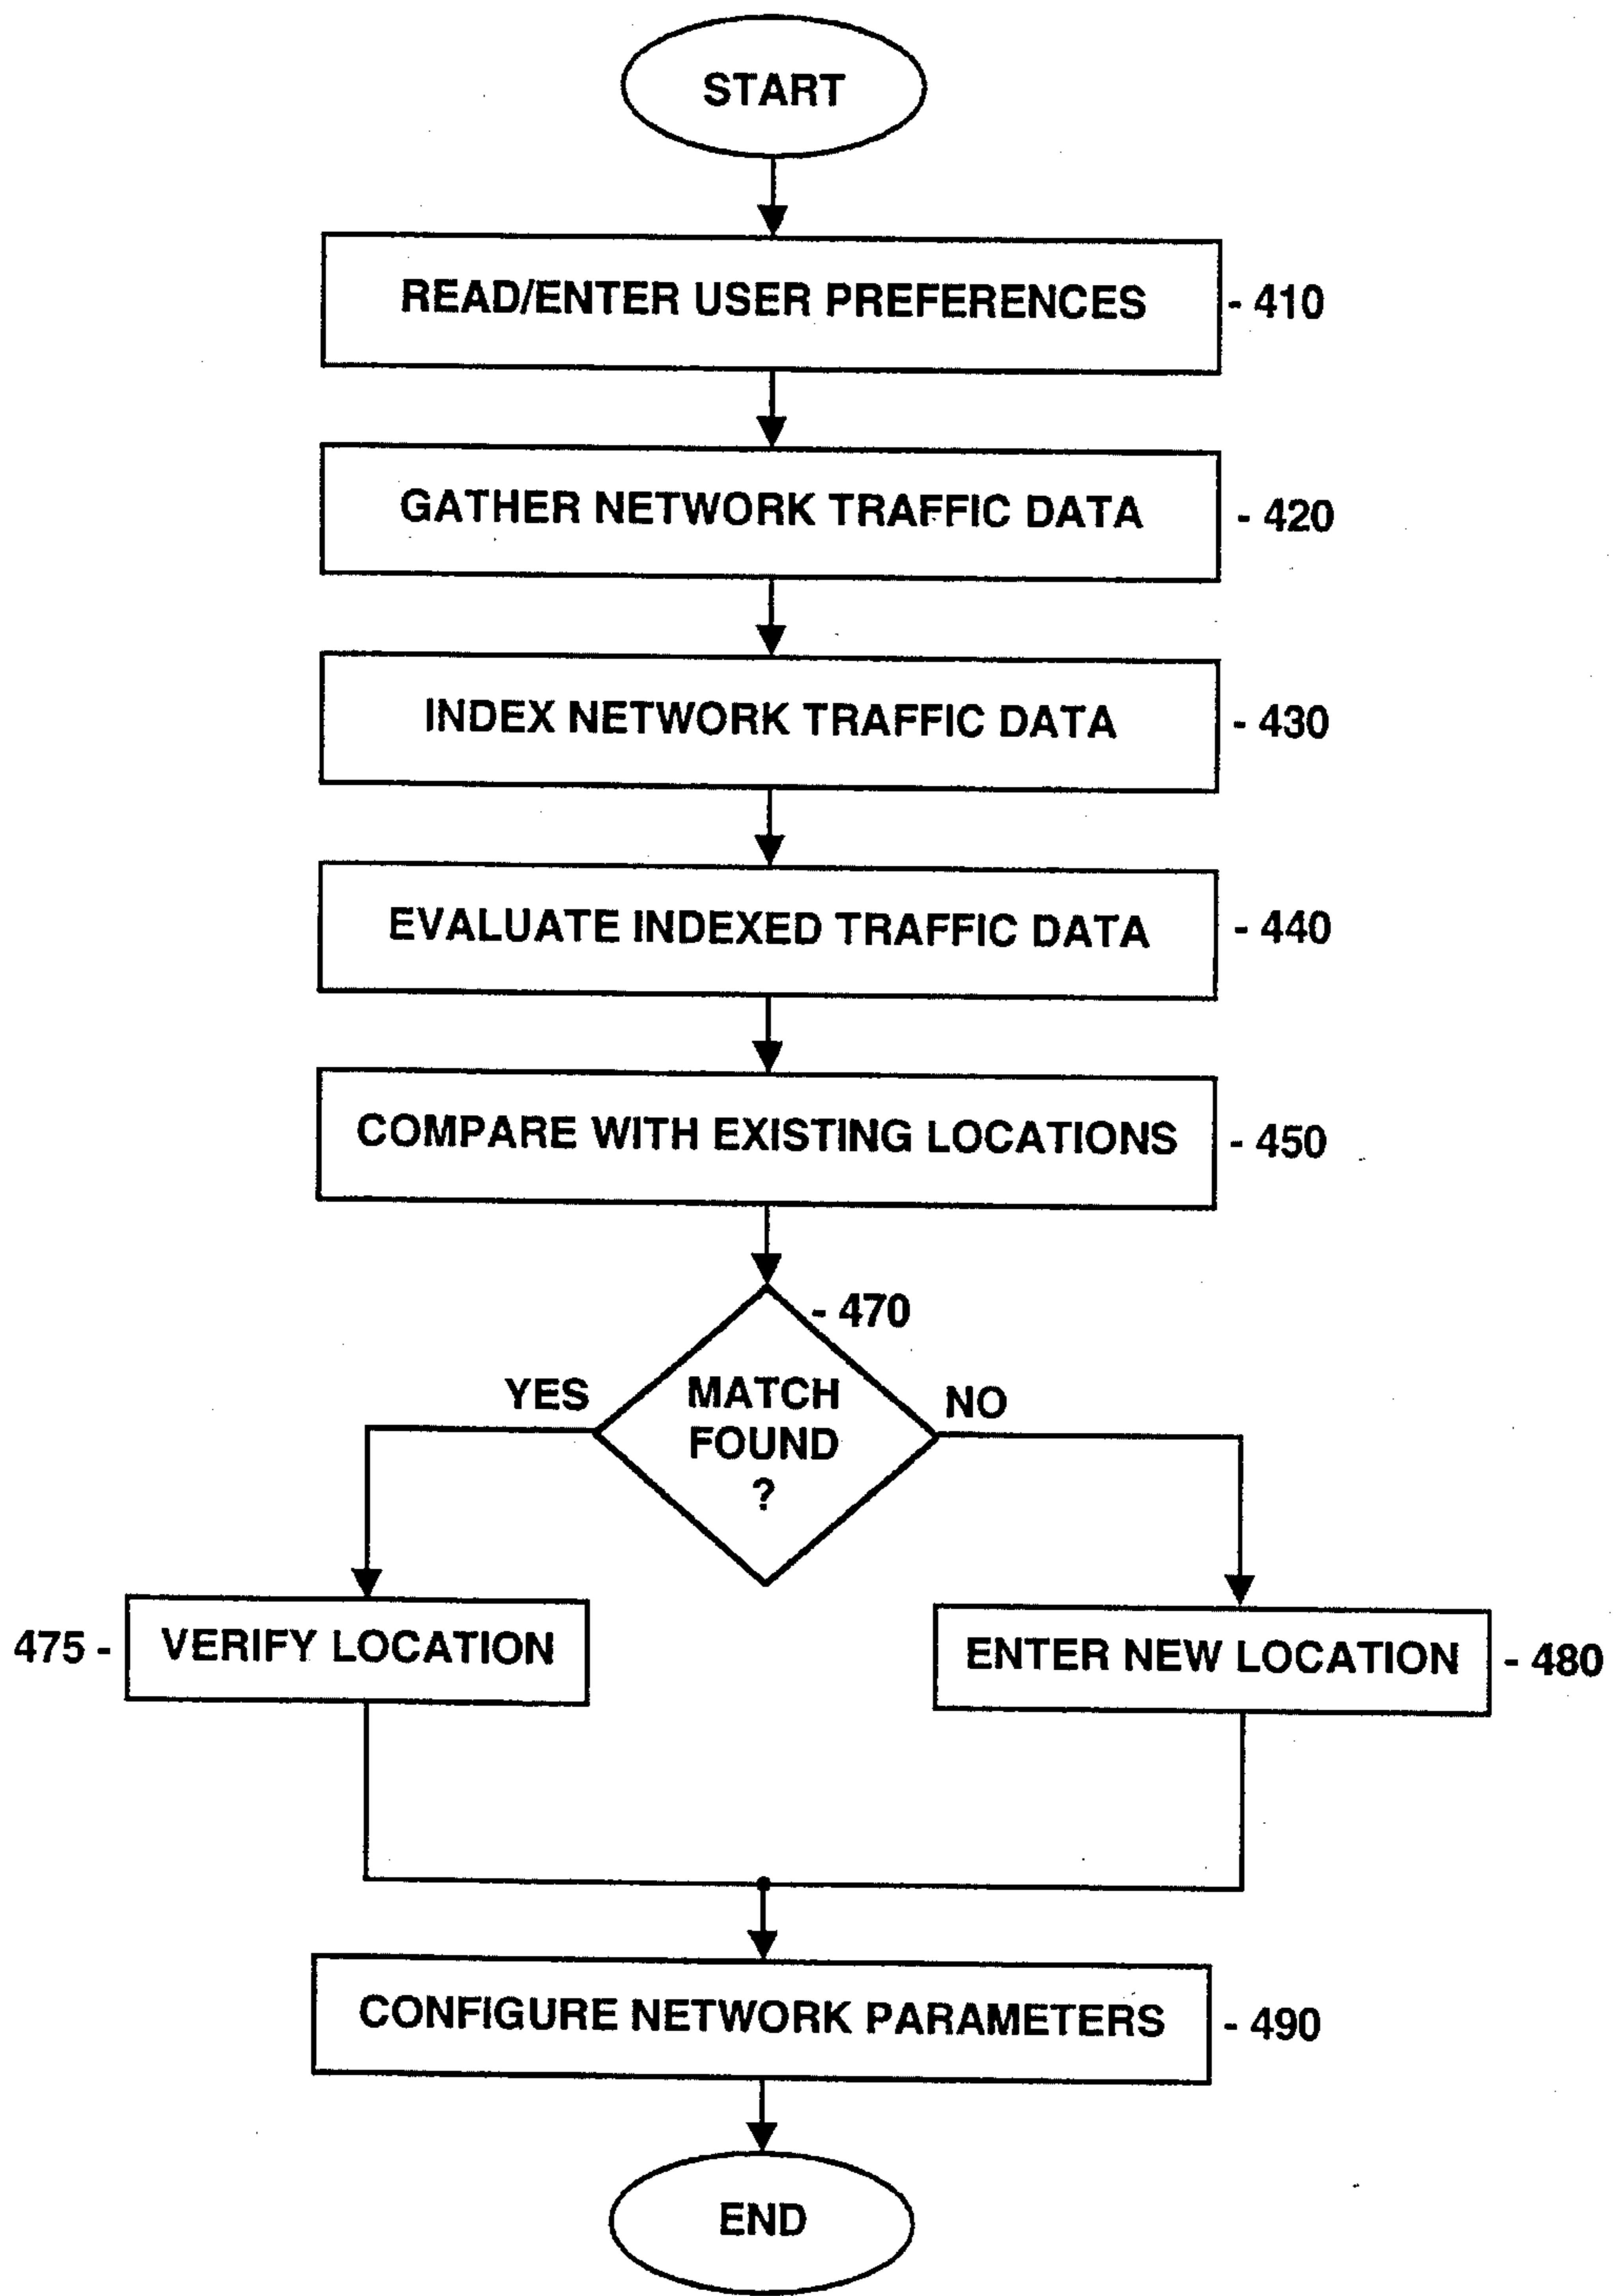 START
READ/ENTER USER PREFERENCES - 410
GATHER NETWORK TRAFFIC DATA - 420
INDEX NETWORK TRAFFIC DATA - 430
EVALUATE INDEXED TRAFFIC DATA - 440
COMPARE WITH EXISTING LOCATIONS - 450
- 470
YES
MATCH
FOUND
?
NO
475 - VERIFY LOCATION
ENTER NEW LOCATION - 480
CONFIGURE NETWORK PARAMETERS - 490
END